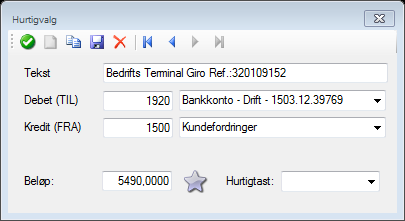 Hurtigvalg
Tekst Bedrifts Terminal Giro Ref.:320109152
Debet (TIL) 1920 Bankkonto - Drift - 1503.12.39769
Kredit (FRA) 1500 Kundefordringer
Beløp: 5490,0000 Hurtigtast: